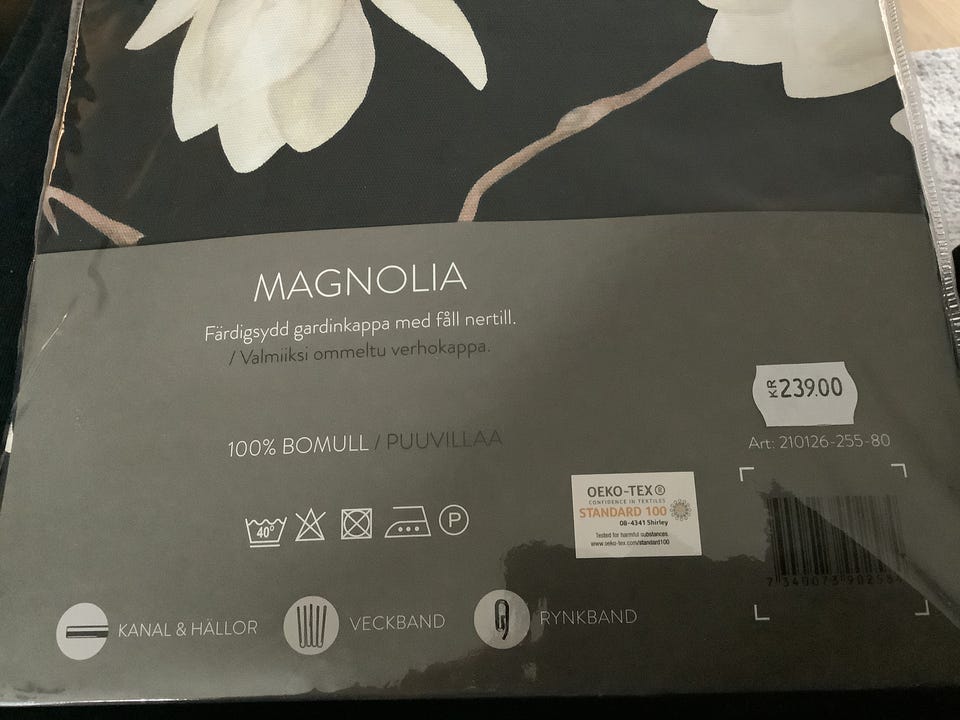 MAGNOLIA
Färdigsydd gardinkappa med fåll nertill.
/ Valmiiksi ommeltu verhokappa.
KR 239.00
100% BOMULL / PUUVILLAA
Art: 210126-255-80
OEKO-TEX®
CONFIDENCE IN TEXTILES
STANDARD 100
08-4341 Shirley
Tested for harmful substances.
www.oeko-tex.com/standard100
40°
P
KANAL & HÄLLOR
VECKBAND
RYNKBAND